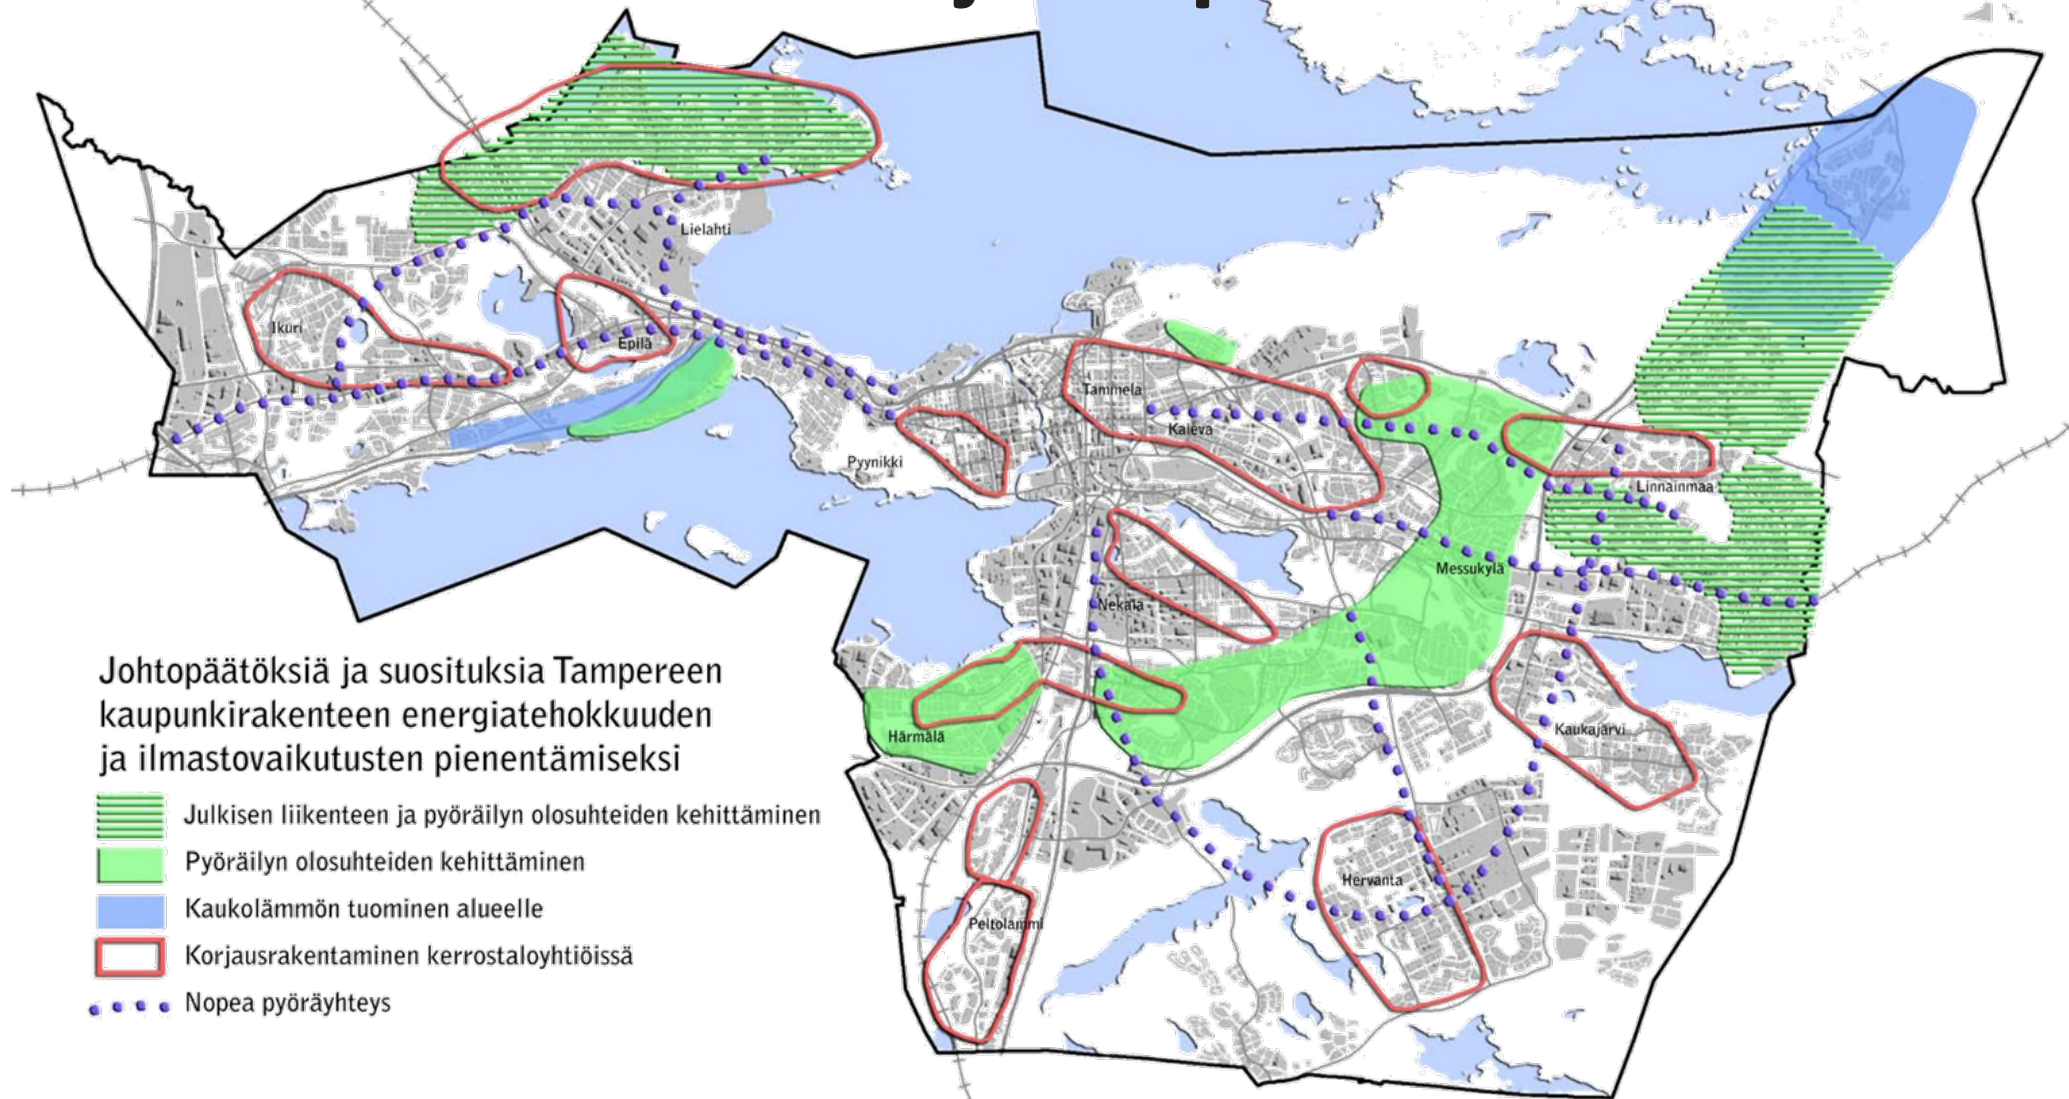 Lielahti
Ikuri
Epilä
Tammela
Kaleva
Pyynikki
Linnainmaa
Messukylä
Nekala
Härmälä
Kaukajärvi
Hervanta
Peltolammi
Johtopäätöksiä ja suosituksia Tampereen
kaupunkirakenteen energiatehokkuuden
ja ilmastovaikutusten pienentämiseksi
Julkisen liikenteen ja pyöräilyn olosuhteiden kehittäminen
Pyöräilyn olosuhteiden kehittäminen
Kaukolämmön tuominen alueelle
Korjausrakentaminen kerrostaloyhtiöissä
Nopea pyöräyhteys